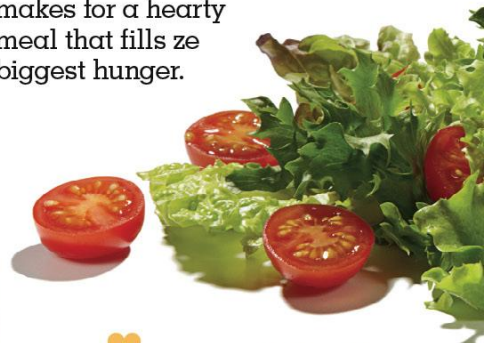 makes for a hearty
meal that fills ze
biggest hunger.